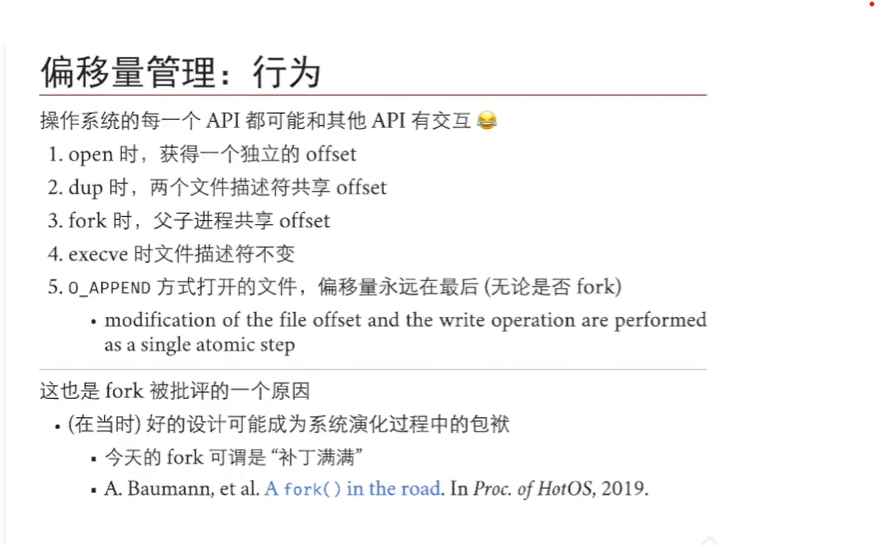 偏移量管理：行为
操作系统的每一个 API 都可能和其他 API 有交互 😂
1. open 时，获得一个独立的 offset
2. dup 时，两个文件描述符共享 offset
3. fork 时，父子进程共享 offset
4. execve 时文件描述符不变
5. O_APPEND 方式打开的文件，偏移量永远在最后 (无论是否 fork)
• modification of the file offset and the write operation are performed
as a single atomic step
这也是 fork 被批评的一个原因
• (在当时) 好的设计可能成为系统演化过程中的包袱
▪ 今天的 fork 可谓是 “补丁满满”
▪ A. Baumann, et al. A fork() in the road. In Proc. of HotOS, 2019.